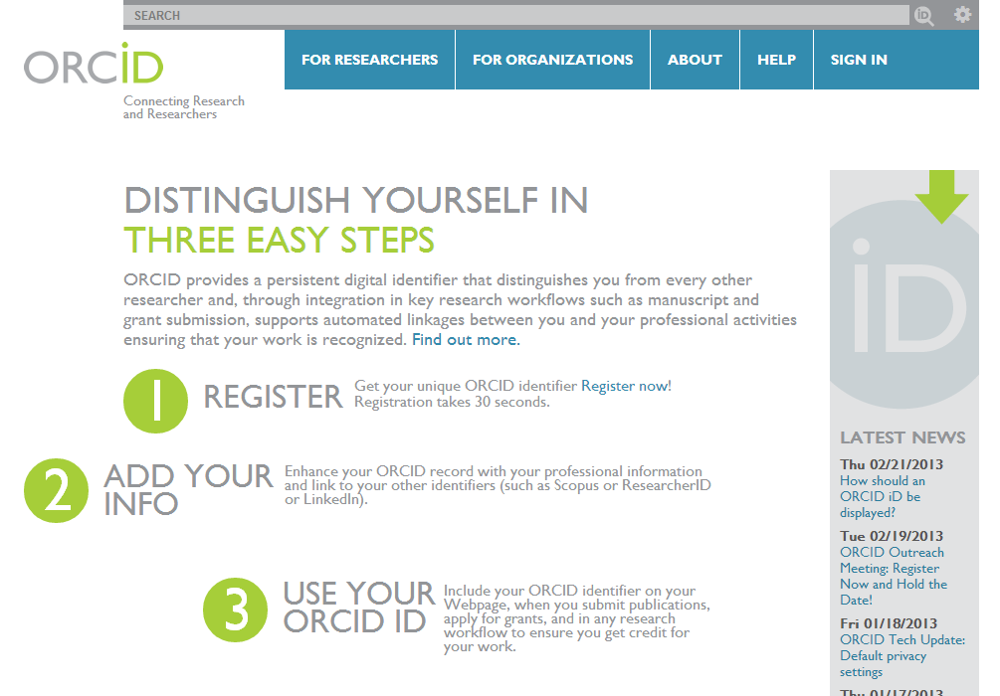 SEARCH
iD
ORCiD
Connecting Research
and Researchers
FOR RESEARCHERS
FOR ORGANIZATIONS
ABOUT
HELP
SIGN IN
DISTINGUISH YOURSELF IN
THREE EASY STEPS
ORCID provides a persistent digital identifier that distinguishes you from every other
researcher and, through integration in key research workflows such as manuscript and
grant submission, supports automated linkages between you and your professional activities
ensuring that your work is recognized. Find out more.
1
REGISTER
Get your unique ORCID identifier Register now!
Registration takes 30 seconds.
2
ADD YOUR
INFO
Enhance your ORCID record with your professional information
and link to your other identifiers (such as Scopus or ResearcherID
or LinkedIn).
3
USE YOUR
ORCID ID
Include your ORCID identifier on your
Webpage, when you submit publications,
apply for grants, and in any research
workflow to ensure you get credit for
your work.
iD
LATEST NEWS
Thu 02/21/2013
How should an
ORCID iD be
displayed?
Tue 02/19/2013
ORCID Outreach
Meeting: Register
Now and Hold the
Date!
Fri 01/18/2013
ORCID Tech Update:
Default privacy
settings
Thu 01/17/2013